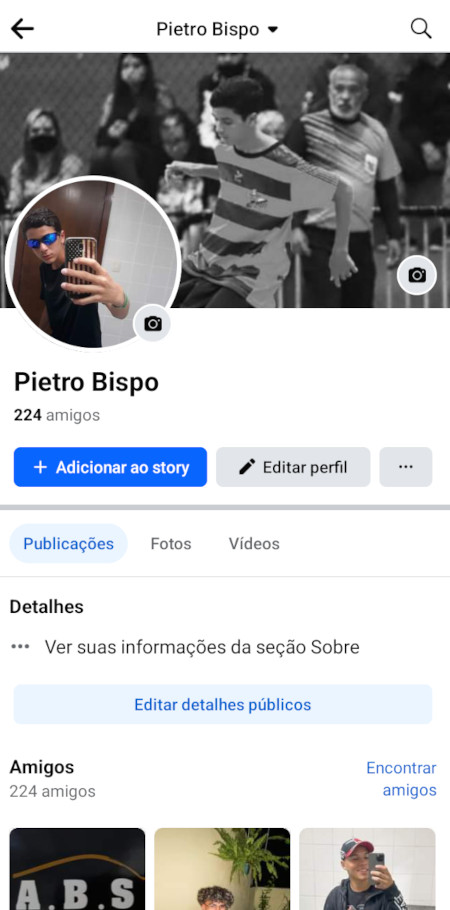 Pietro Bispo
Pietro Bispo
224 amigos
+ Adicionar ao story
Editar perfil
...
Publicações
Fotos
Vídeos
Detalhes
... Ver suas informações da seção Sobre
Editar detalhes públicos
Amigos
224 amigos
Encontrar
amigos
A.B.S